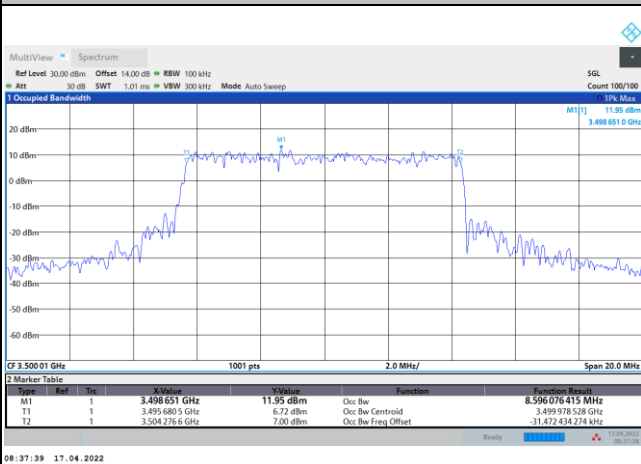 MultiView Spectrum
Ref Level 30.00 dBm Offset 14.00 dB RBW 100 kHz SGL
Att 30 dB SWT 1.01 ms VBW 300 kHz Mode Auto Sweep Count 100/100
1 Occupied Bandwidth 1Pk Max
M1[1] 11.95 dBm
3.498 651 0 GHz
20 dBm
M1
T1 T2
10 dBm
0 dBm
-10 dBm
-20 dBm
-30 dBm
-40 dBm
-50 dBm
-60 dBm
CF 3.500 01 GHz 1001 pts 2.0 MHz/ Span 20.0 MHz
2 Marker Table
Type Ref Trc X-Value Y-Value Function Function Result
M1 1 3.498 651 GHz 11.95 dBm Occ Bw 8.596 076 415 MHz
T1 1 3.495 680 5 GHz 6.72 dBm Occ Bw Centroid 3.499 978 528 GHz
T2 1 3.504 276 6 GHz 7.00 dBm Occ Bw Freq Offset -31.472 434 274 kHz
Ready 17.04.2022
08:37:38
08:37:39 17.04.2022